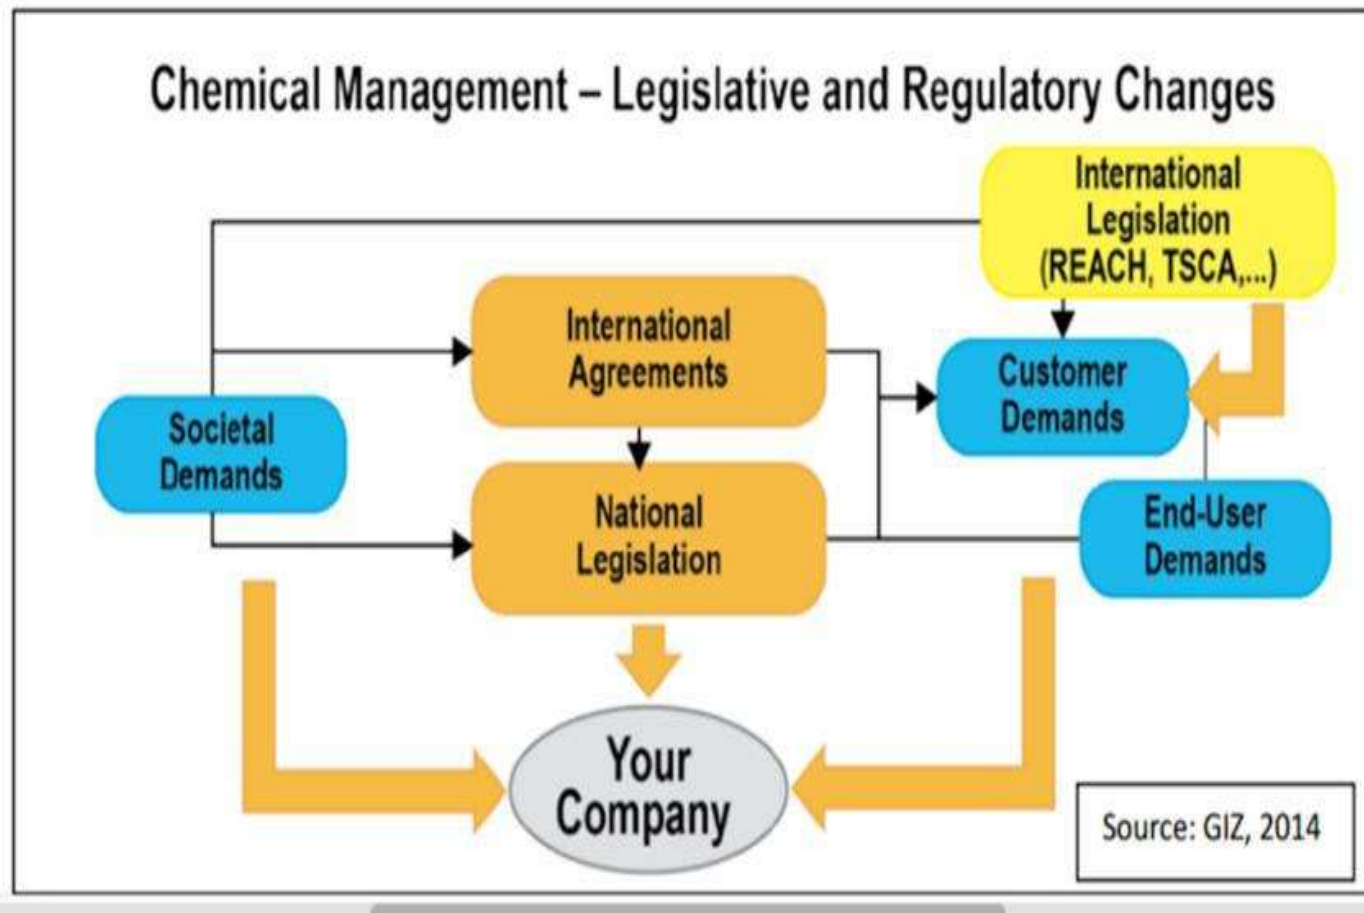 Chemical Management – Legislative and Regulatory Changes
International
Legislation
(REACH, TSCA,...)
International
Agreements
Customer
Demands
Societal
Demands
National
Legislation
End-User
Demands
Your
Company
Source: GIZ, 2014